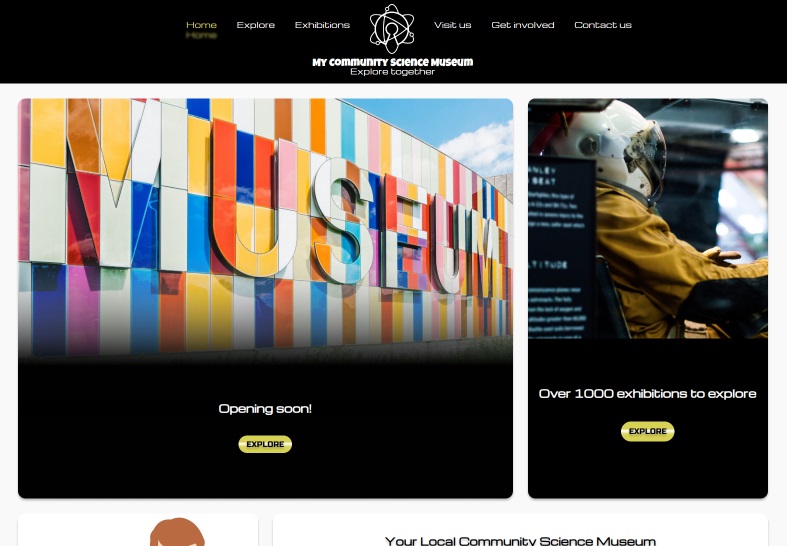 Home
Explore
Exhibitions
Visit us
Get involved
Contact us
Home
My Community Science Museum
Explore together
MUSEUM
Opening soon!
EXPLORE
Over 1000 exhibitions to explore
EXPLORE
Your Local Community Science Museum